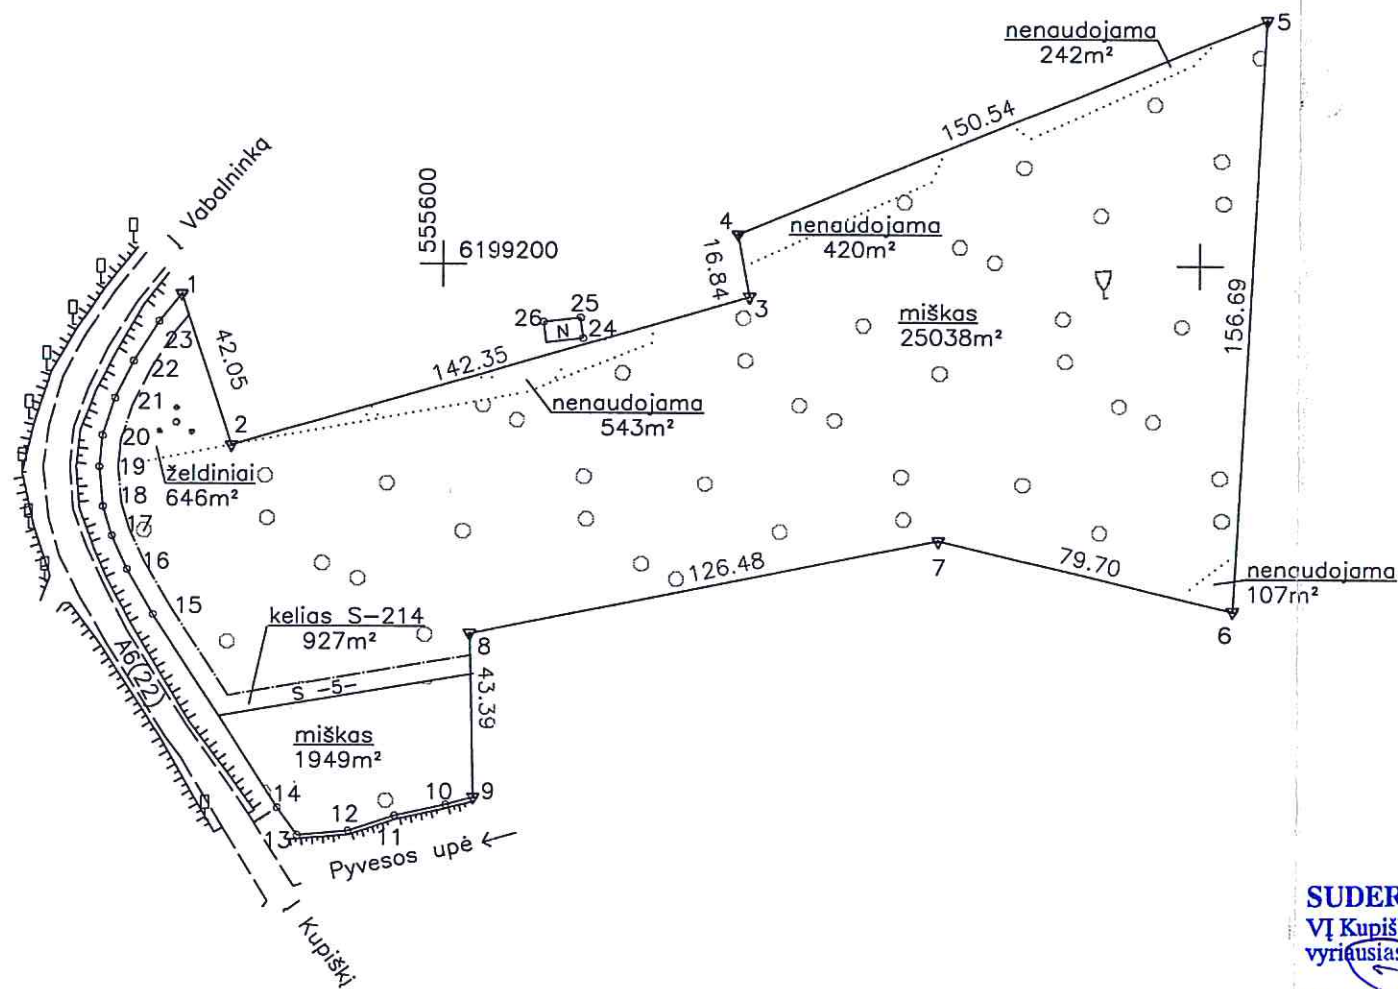 5
nenaudojama
242m²
150.54
Vabalninką
555600
6199200
4
nenaudojama
420m²
16.84
3
1
26
25
24
N
miškas
25038m²
156.69
23
42.05
142.35
22
21
nenaudojama
543m²
20
2
19
želdiniai
646m²
18
17
16
126.48
7
79.70
nenaudojama
107m²
15
kelias S-214
927m²
8
6
A6(22)
S -5-
43.39
miškas
1949m²
14
10
9
13
12
11
Pyvesos upė
Kupiškį
SUDER
VĮ Kupiš
vyriausias